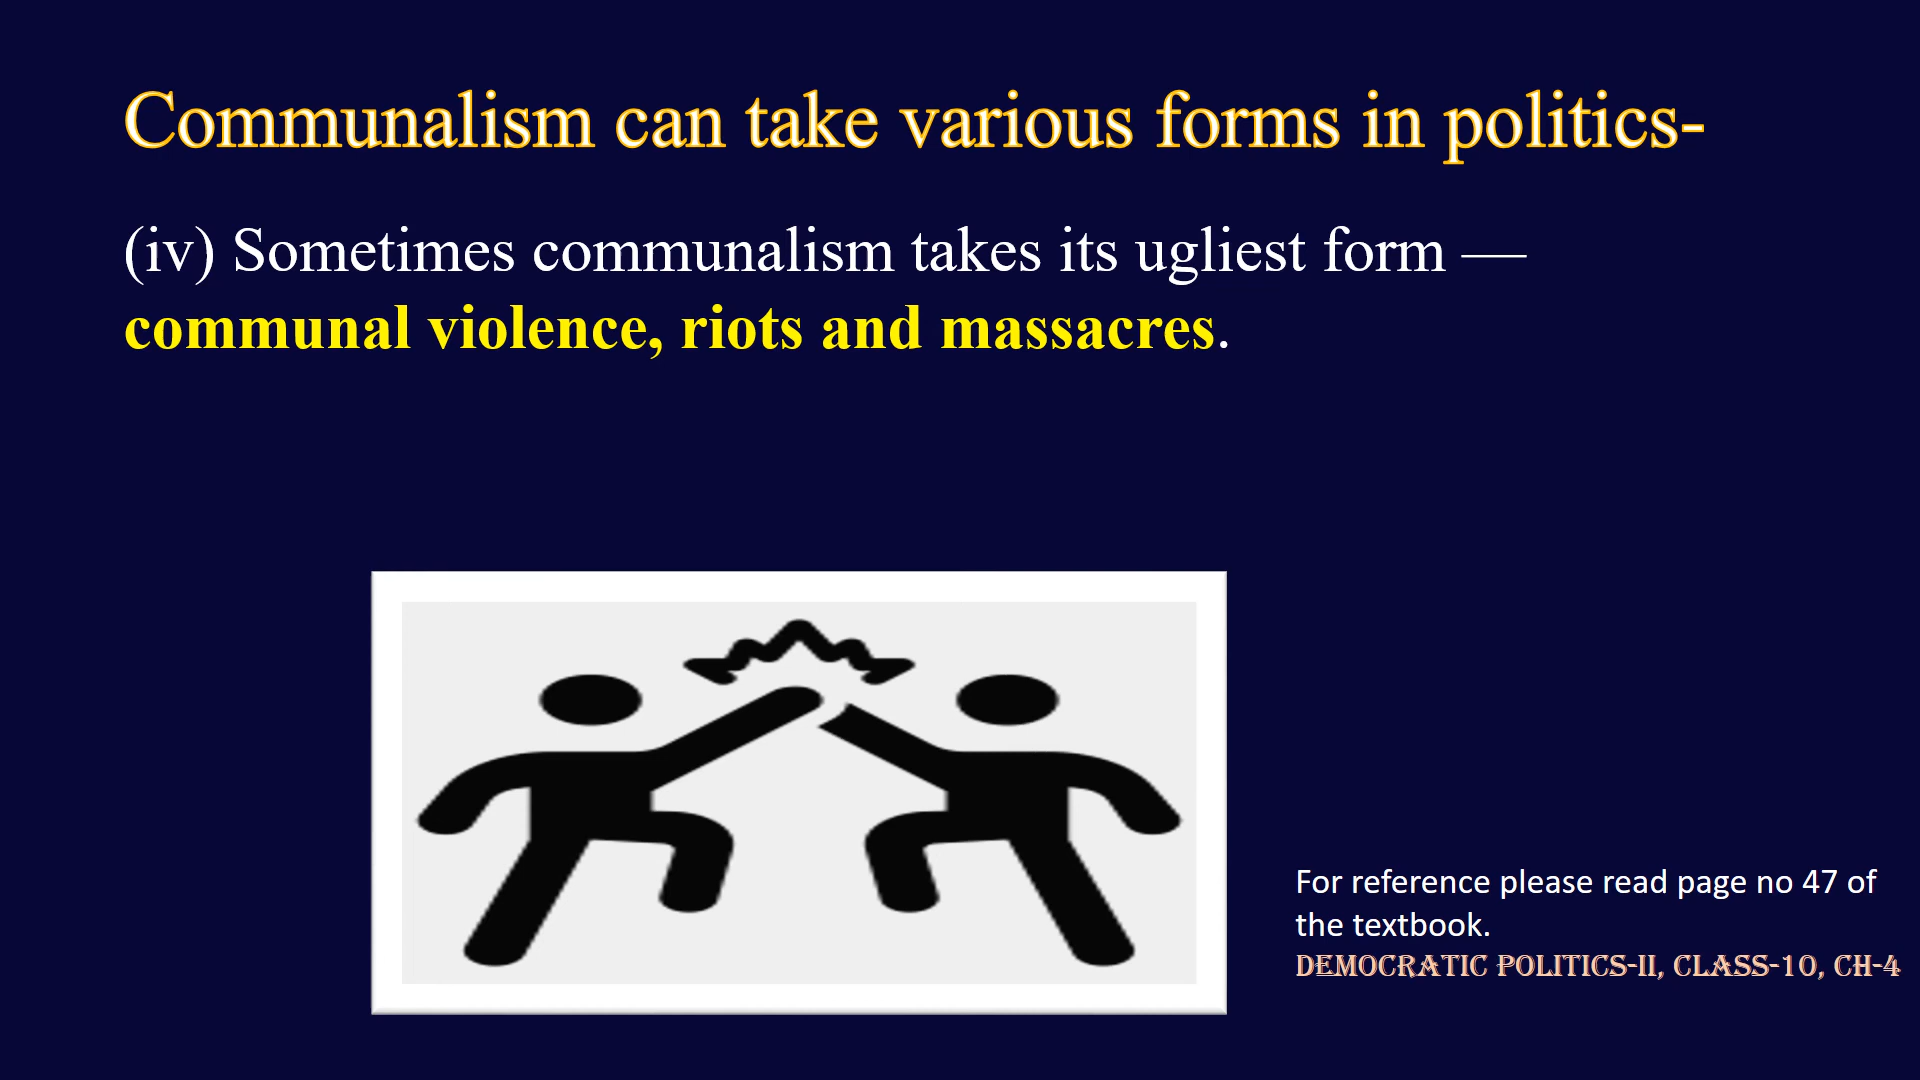 Communalism can take various forms in politics-
(iv) Sometimes communalism takes its ugliest form —
communal violence, riots and massacres.
For reference please read page no 47 of
the textbook.
DEMOCRATIC POLITICS-II, CLASS-10, CH-4